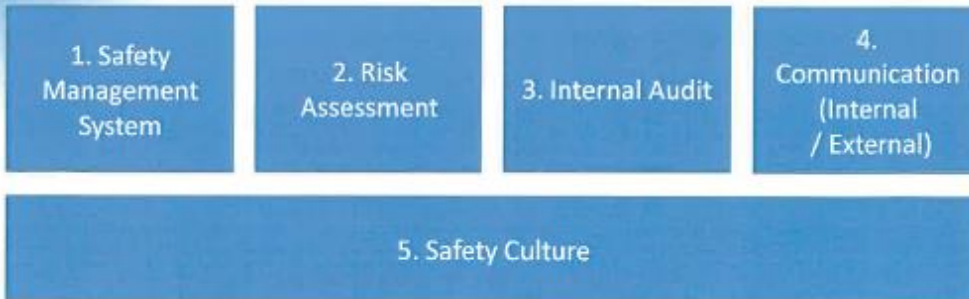 1. Safety
Management
System
2. Risk
Assessment
3. Internal Audit
4.
Communication
(Internal
/ External)
5. Safety Culture